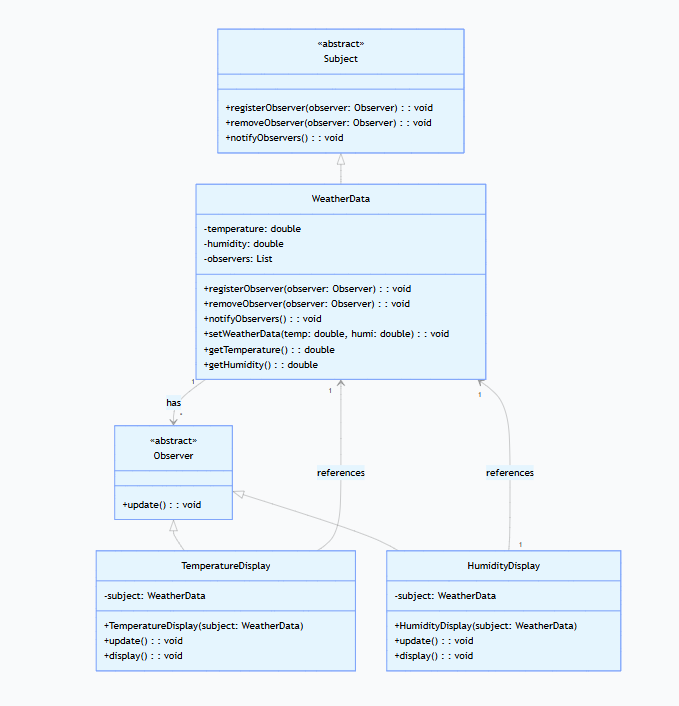 «abstract»
Subject
+registerObserver(observer: Observer) : : void
+removeObserver(observer: Observer) : : void
+notifyObservers() : : void
WeatherData
-temperature: double
-humidity: double
-observers: List
+registerObserver(observer: Observer) : : void
+removeObserver(observer: Observer) : : void
+notifyObservers() : : void
+setWeatherData(temp: double, humi: double) : : void
+getTemperature() : : double
+getHumidity() : : double
1
1
1
has
*
«abstract»
Observer
+update() : : void
references
references
1
TemperatureDisplay
-subject: WeatherData
+TemperatureDisplay(subject: WeatherData)
+update() : : void
+display() : : void
HumidityDisplay
-subject: WeatherData
+HumidityDisplay(subject: WeatherData)
+update() : : void
+display() : : void